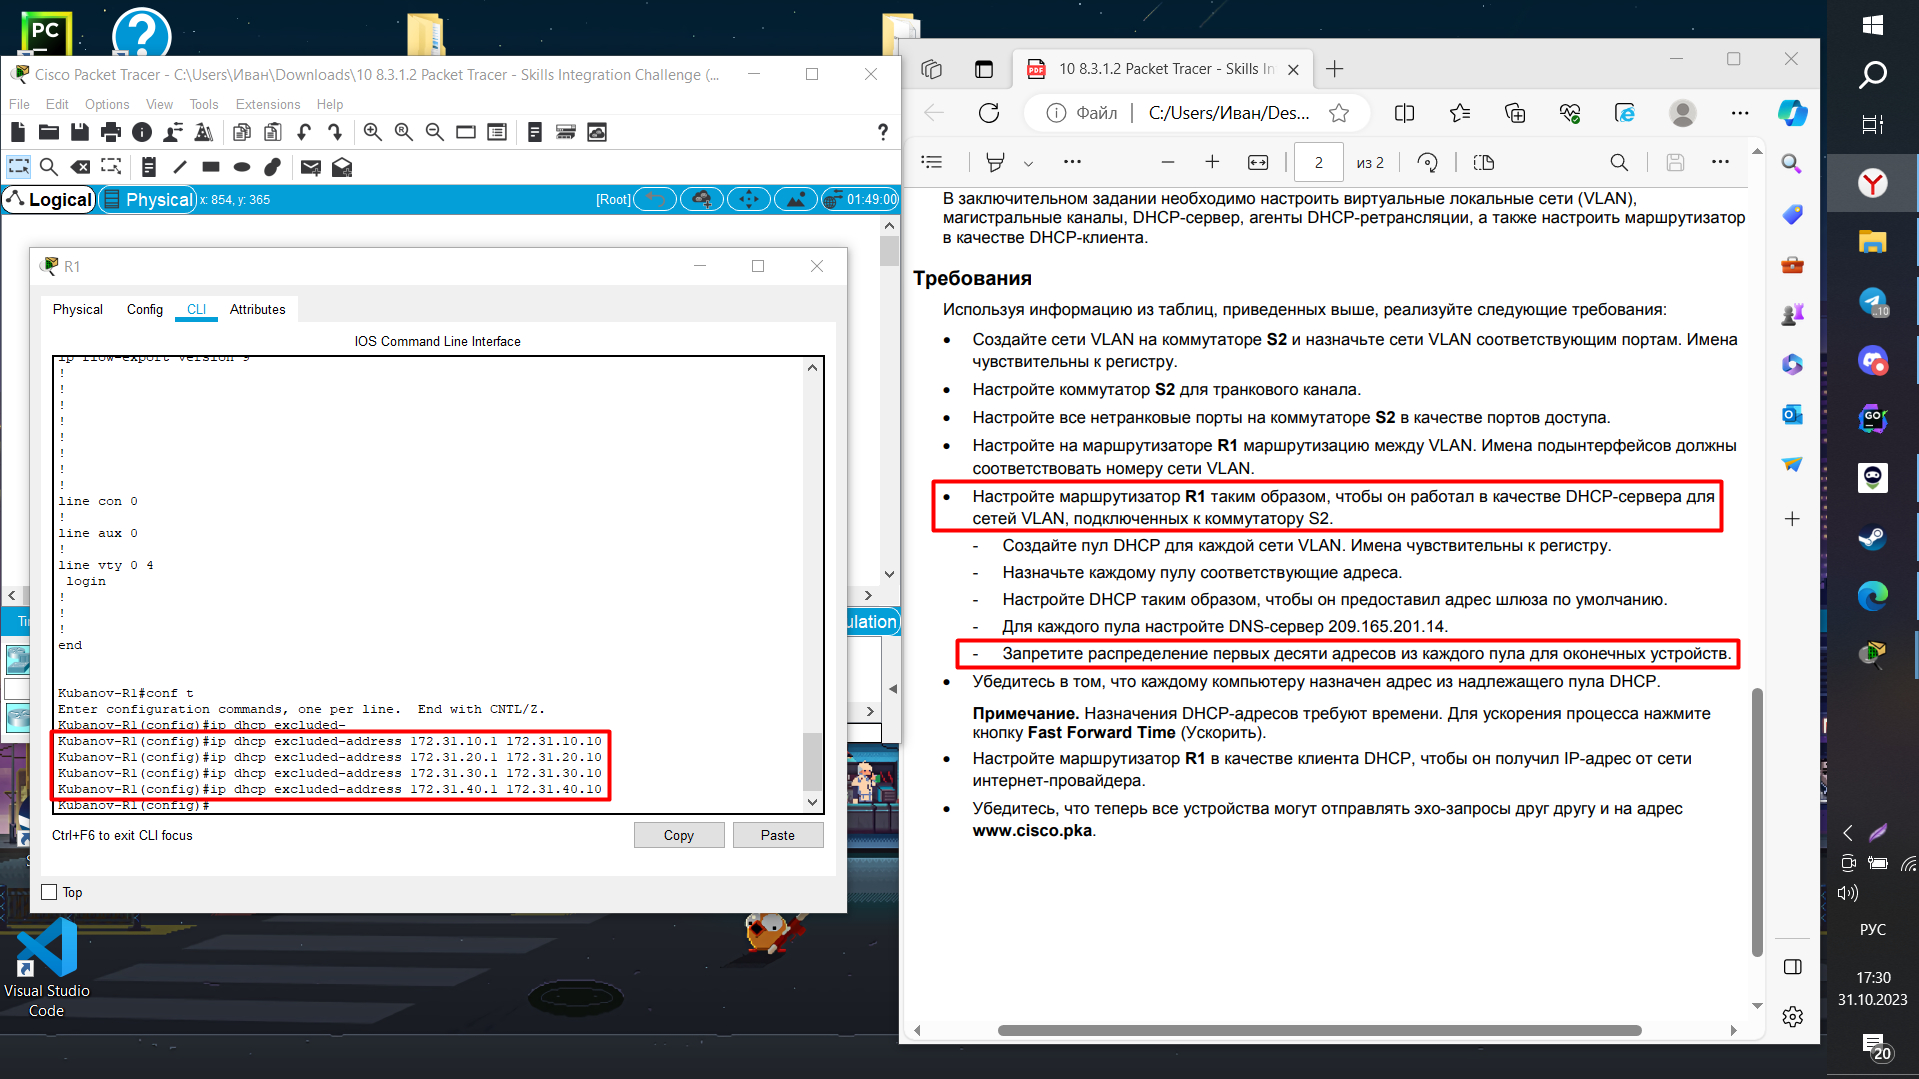 PC
?
Cisco Packet Tracer - C:\Users\Иван\Downloads\10 8.3.1.2 Packet Tracer - Skills Integration Challenge (...
File Edit Options View Tools Extensions Help
?
Logical
Physical
x: 854, y: 365
[Root]
01:49:00
R1
Physical Config CLI Attributes
IOS Command Line Interface
ip flow-export version 9
!
!
!
!
!
!
!
!
line con 0
!
line aux 0
!
line vty 0 4
login
!
!
!
end
Kubanov-R1#conf t
Enter configuration commands, one per line. End with CNTL/Z.
Kubanov-R1(config)#ip dhcp excluded-
Kubanov-R1(config)#ip dhcp excluded-address 172.31.10.1 172.31.10.10
Kubanov-R1(config)#ip dhcp excluded-address 172.31.20.1 172.31.20.10
Kubanov-R1(config)#ip dhcp excluded-address 172.31.30.1 172.31.30.10
Kubanov-R1(config)#ip dhcp excluded-address 172.31.40.1 172.31.40.10
Kubanov-R1(config)#
Ctrl+F6 to exit CLI focus
Copy
Paste
Top
Visual Studio
Code
10 8.3.1.2 Packet Tracer - Skills In
Файл
C:/Users/Иван/Des...
2
из 2
В заключительном задании необходимо настроить виртуальные локальные сети (VLAN),
магистральные каналы, DHCP-сервер, агенты DHCP-ретрансляции, а также настроить маршрутизатор
в качестве DHCP-клиента.
Требования
Используя информацию из таблиц, приведенных выше, реализуйте следующие требования:
• Создайте сети VLAN на коммутаторе S2 и назначьте сети VLAN соответствующим портам. Имена
чувствительны к регистру.
• Настройте коммутатор S2 для транкового канала.
• Настройте все нетранковые порты на коммутаторе S2 в качестве портов доступа.
• Настройте на маршрутизаторе R1 маршрутизацию между VLAN. Имена подынтерфейсов должны
соответствовать номеру сети VLAN.
• Настройте маршрутизатор R1 таким образом, чтобы он работал в качестве DHCP-сервера для
сетей VLAN, подключенных к коммутатору S2.
- Создайте пул DHCP для каждой сети VLAN. Имена чувствительны к регистру.
- Назначьте каждому пулу соответствующие адреса.
- Настройте DHCP таким образом, чтобы он предоставил адрес шлюза по умолчанию.
- Для каждого пула настройте DNS-сервер 209.165.201.14.
- Запретите распределение первых десяти адресов из каждого пула для оконечных устройств.
• Убедитесь в том, что каждому компьютеру назначен адрес из надлежащего пула DHCP.
Примечание. Назначения DHCP-адресов требуют времени. Для ускорения процесса нажмите
кнопку Fast Forward Time (Ускорить).
• Настройте маршрутизатор R1 в качестве клиента DHCP, чтобы он получил IP-адрес от сети
интернет-провайдера.
• Убедитесь, что теперь все устройства могут отправлять эхо-запросы друг другу и на адрес
www.cisco.pka.
РУС
17:30
31.10.2023
20